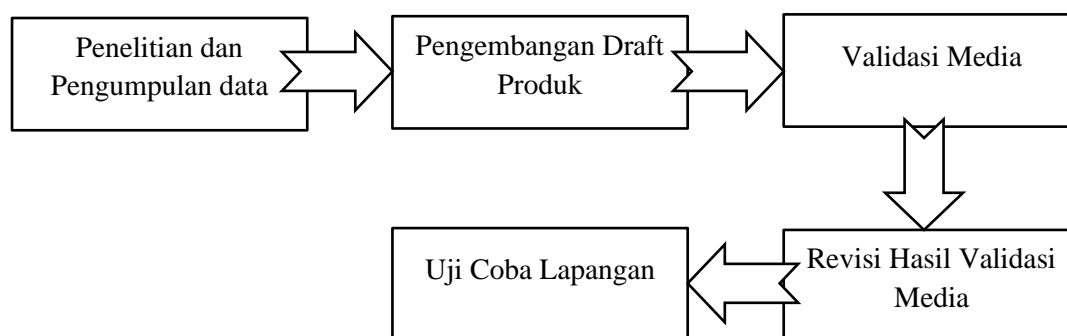 Penelitian dan
Pengumpulan data
Pengembangan Draft
Produk
Validasi Media
Revisi Hasil Validasi
Media
Uji Coba Lapangan